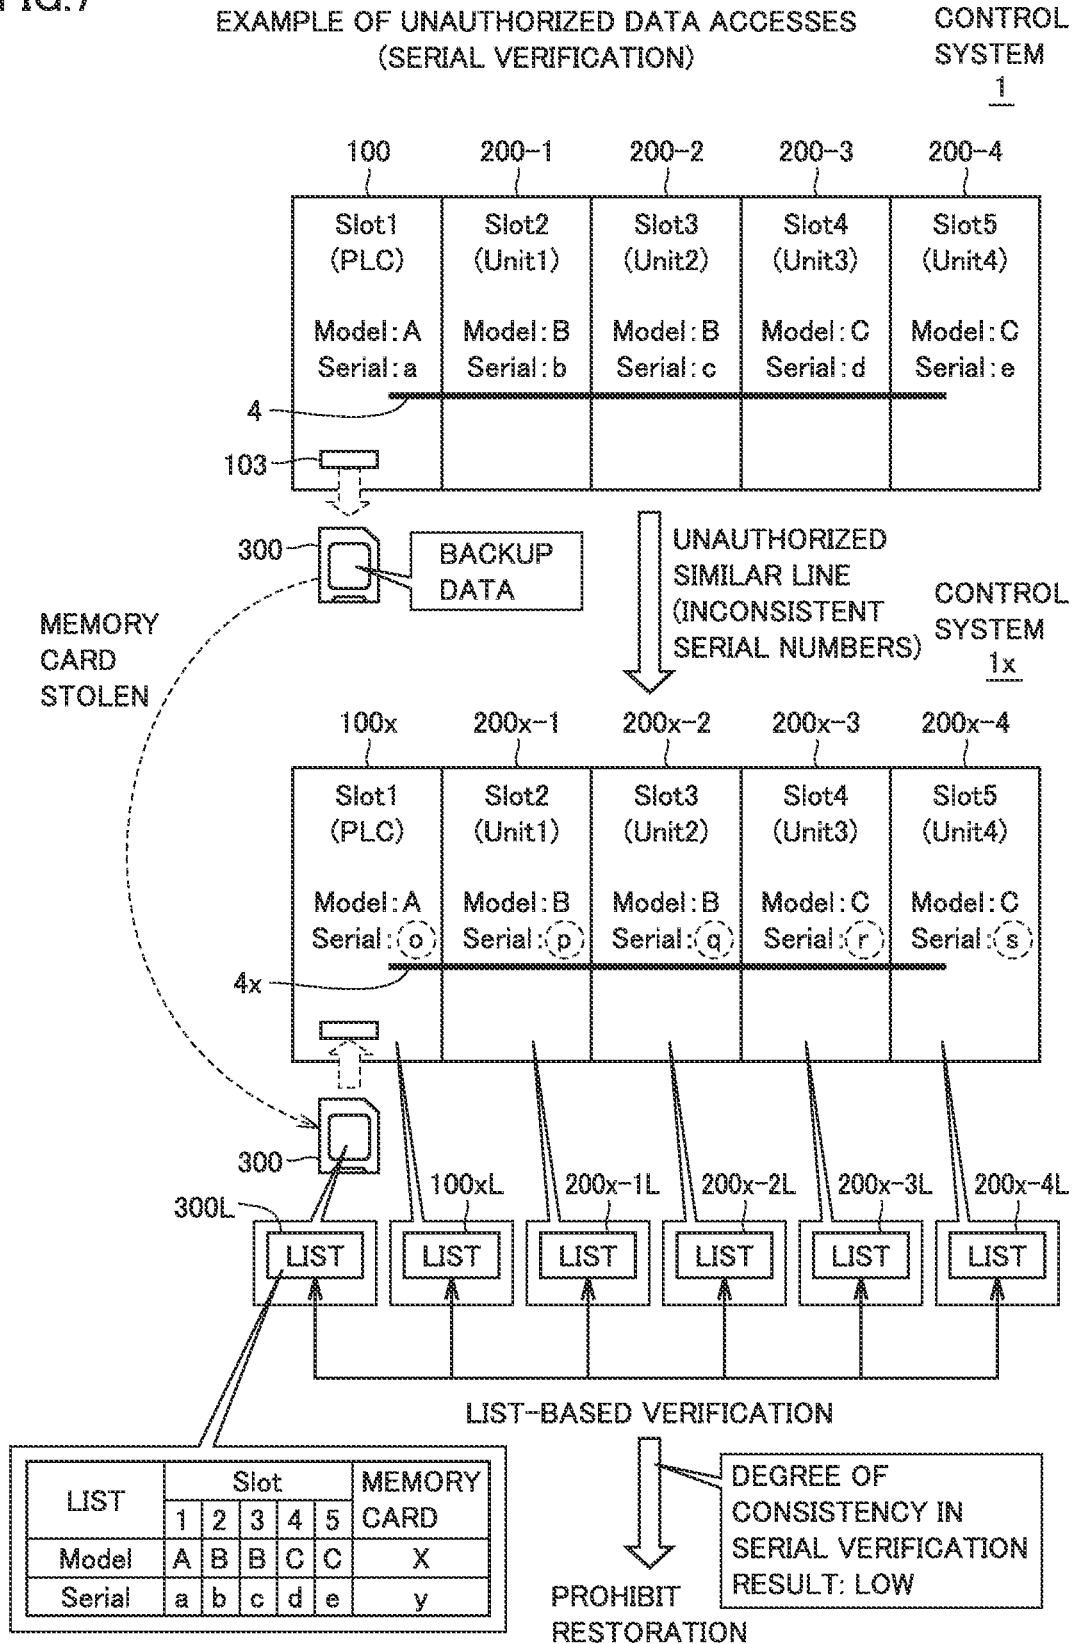 FIG.7
EXAMPLE OF UNAUTHORIZED DATA ACCESSES
(SERIAL VERIFICATION)
CONTROL
SYSTEM
1
100
200-1
200-2
200-3
200-4
Slot1
(PLC)
Model:A
Serial:a
Slot2
(Unit1)
Model:B
Serial:b
Slot3
(Unit2)
Model:B
Serial:c
Slot4
(Unit3)
Model:C
Serial:d
Slot5
(Unit4)
Model:C
Serial:e
4
103
300
BACKUP
DATA
UNAUTHORIZED
SIMILAR LINE
(INCONSISTENT
SERIAL NUMBERS)
CONTROL
SYSTEM
1x
MEMORY
CARD
STOLEN
100x
200x-1
200x-2
200x-3
200x-4
Slot1
(PLC)
Model:A
Serial:o
Slot2
(Unit1)
Model:B
Serial:p
Slot3
(Unit2)
Model:B
Serial:q
Slot4
(Unit3)
Model:C
Serial:r
Slot5
(Unit4)
Model:C
Serial:s
4x
300
300L
100xL
200x-1L
200x-2L
200x-3L
200x-4L
LIST
LIST
LIST
LIST
LIST
LIST
LIST-BASED VERIFICATION
LIST
Slot
MEMORY
CARD
1 2 3 4 5
Model A B B C C X
Serial a b c d e y
DEGREE OF
CONSISTENCY IN
SERIAL VERIFICATION
RESULT: LOW
PROHIBIT
RESTORATION